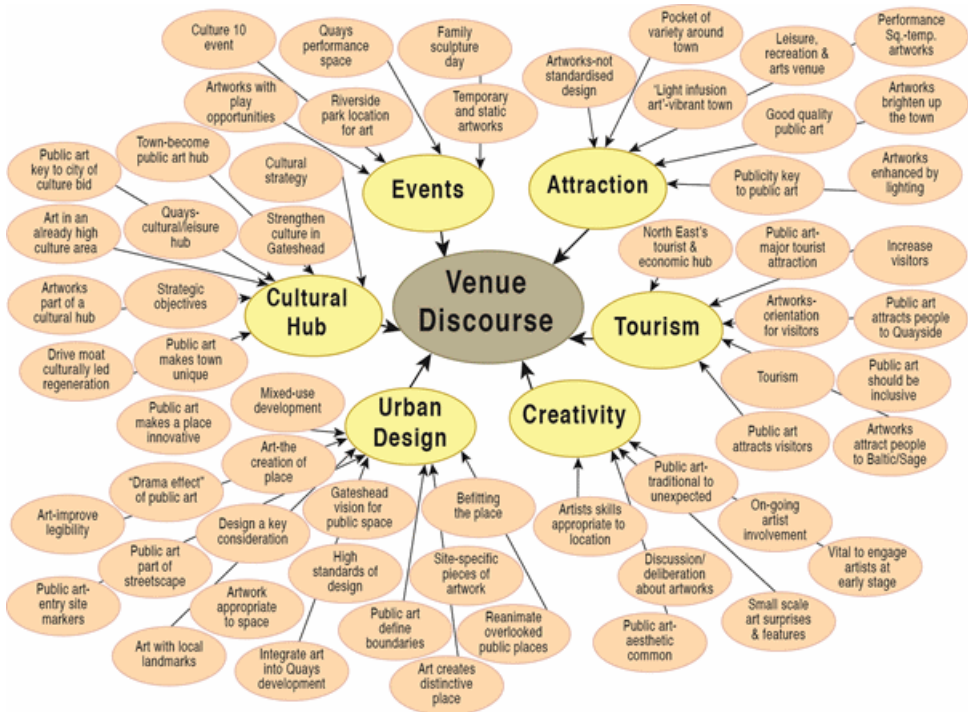 Culture 10
event
Quays
performance
space
Family
sculpture
day
Artworks with
play
opportunities
Riverside
park location
for art
Temporary
and static
artworks
Events
Artworks-not
standardised
design
Pocket of
variety around
town
Leisure,
recreation &
arts venue
Performance
Sq.-temp.
artworks
'Light infusion
art'-vibrant town
Good quality
public art
Artworks
brighten up
the town
Publicity key
to public art
Artworks
enhanced by
lighting
Attraction
Public art
key to city of
culture bid
Town-become
public art hub
Cultural
strategy
Art in an
already high
culture area
Quays-
cultural/leisure
hub
Strengthen
culture in
Gateshead
Artworks
part of a
cultural hub
Strategic
objectives
Drive moat
culturally led
regeneration
Public art
makes town
unique
Cultural
Hub
Venue
Discourse
North East's
tourist &
economic hub
Public art-
major tourist
attraction
Increase
visitors
Artworks-
orientation
for visitors
Public art
attracts people
to Quayside
Tourism
Tourism
Public art
should be
inclusive
Public art
attracts visitors
Artworks
attract people
to Baltic/Sage
Public art
makes a place
innovative
Mixed-use
development
Urban
Design
Art-the
creation of
place
"Drama effect"
of public art
Art-improve
legibility
Design a key
consideration
Gateshead
vision for
public space
Befitting
the place
Public art
part of
streetscape
High
standards of
design
Site-specific
pieces of
artwork
Public art-
entry site
markers
Artwork
appropriate
to space
Public art
define
boundaries
Reanimate
overlooked
public places
Art with local
landmarks
Integrate art
into Quays
development
Art creates
distinctive
place
Creativity
Artists skills
appropriate to
location
Public art-
traditional to
unexpected
On-going
artist
involvement
Discussion/
deliberation
about artworks
Vital to engage
artists at
early stage
Public art-
aesthetic
common
Small scale
art surprises
& features